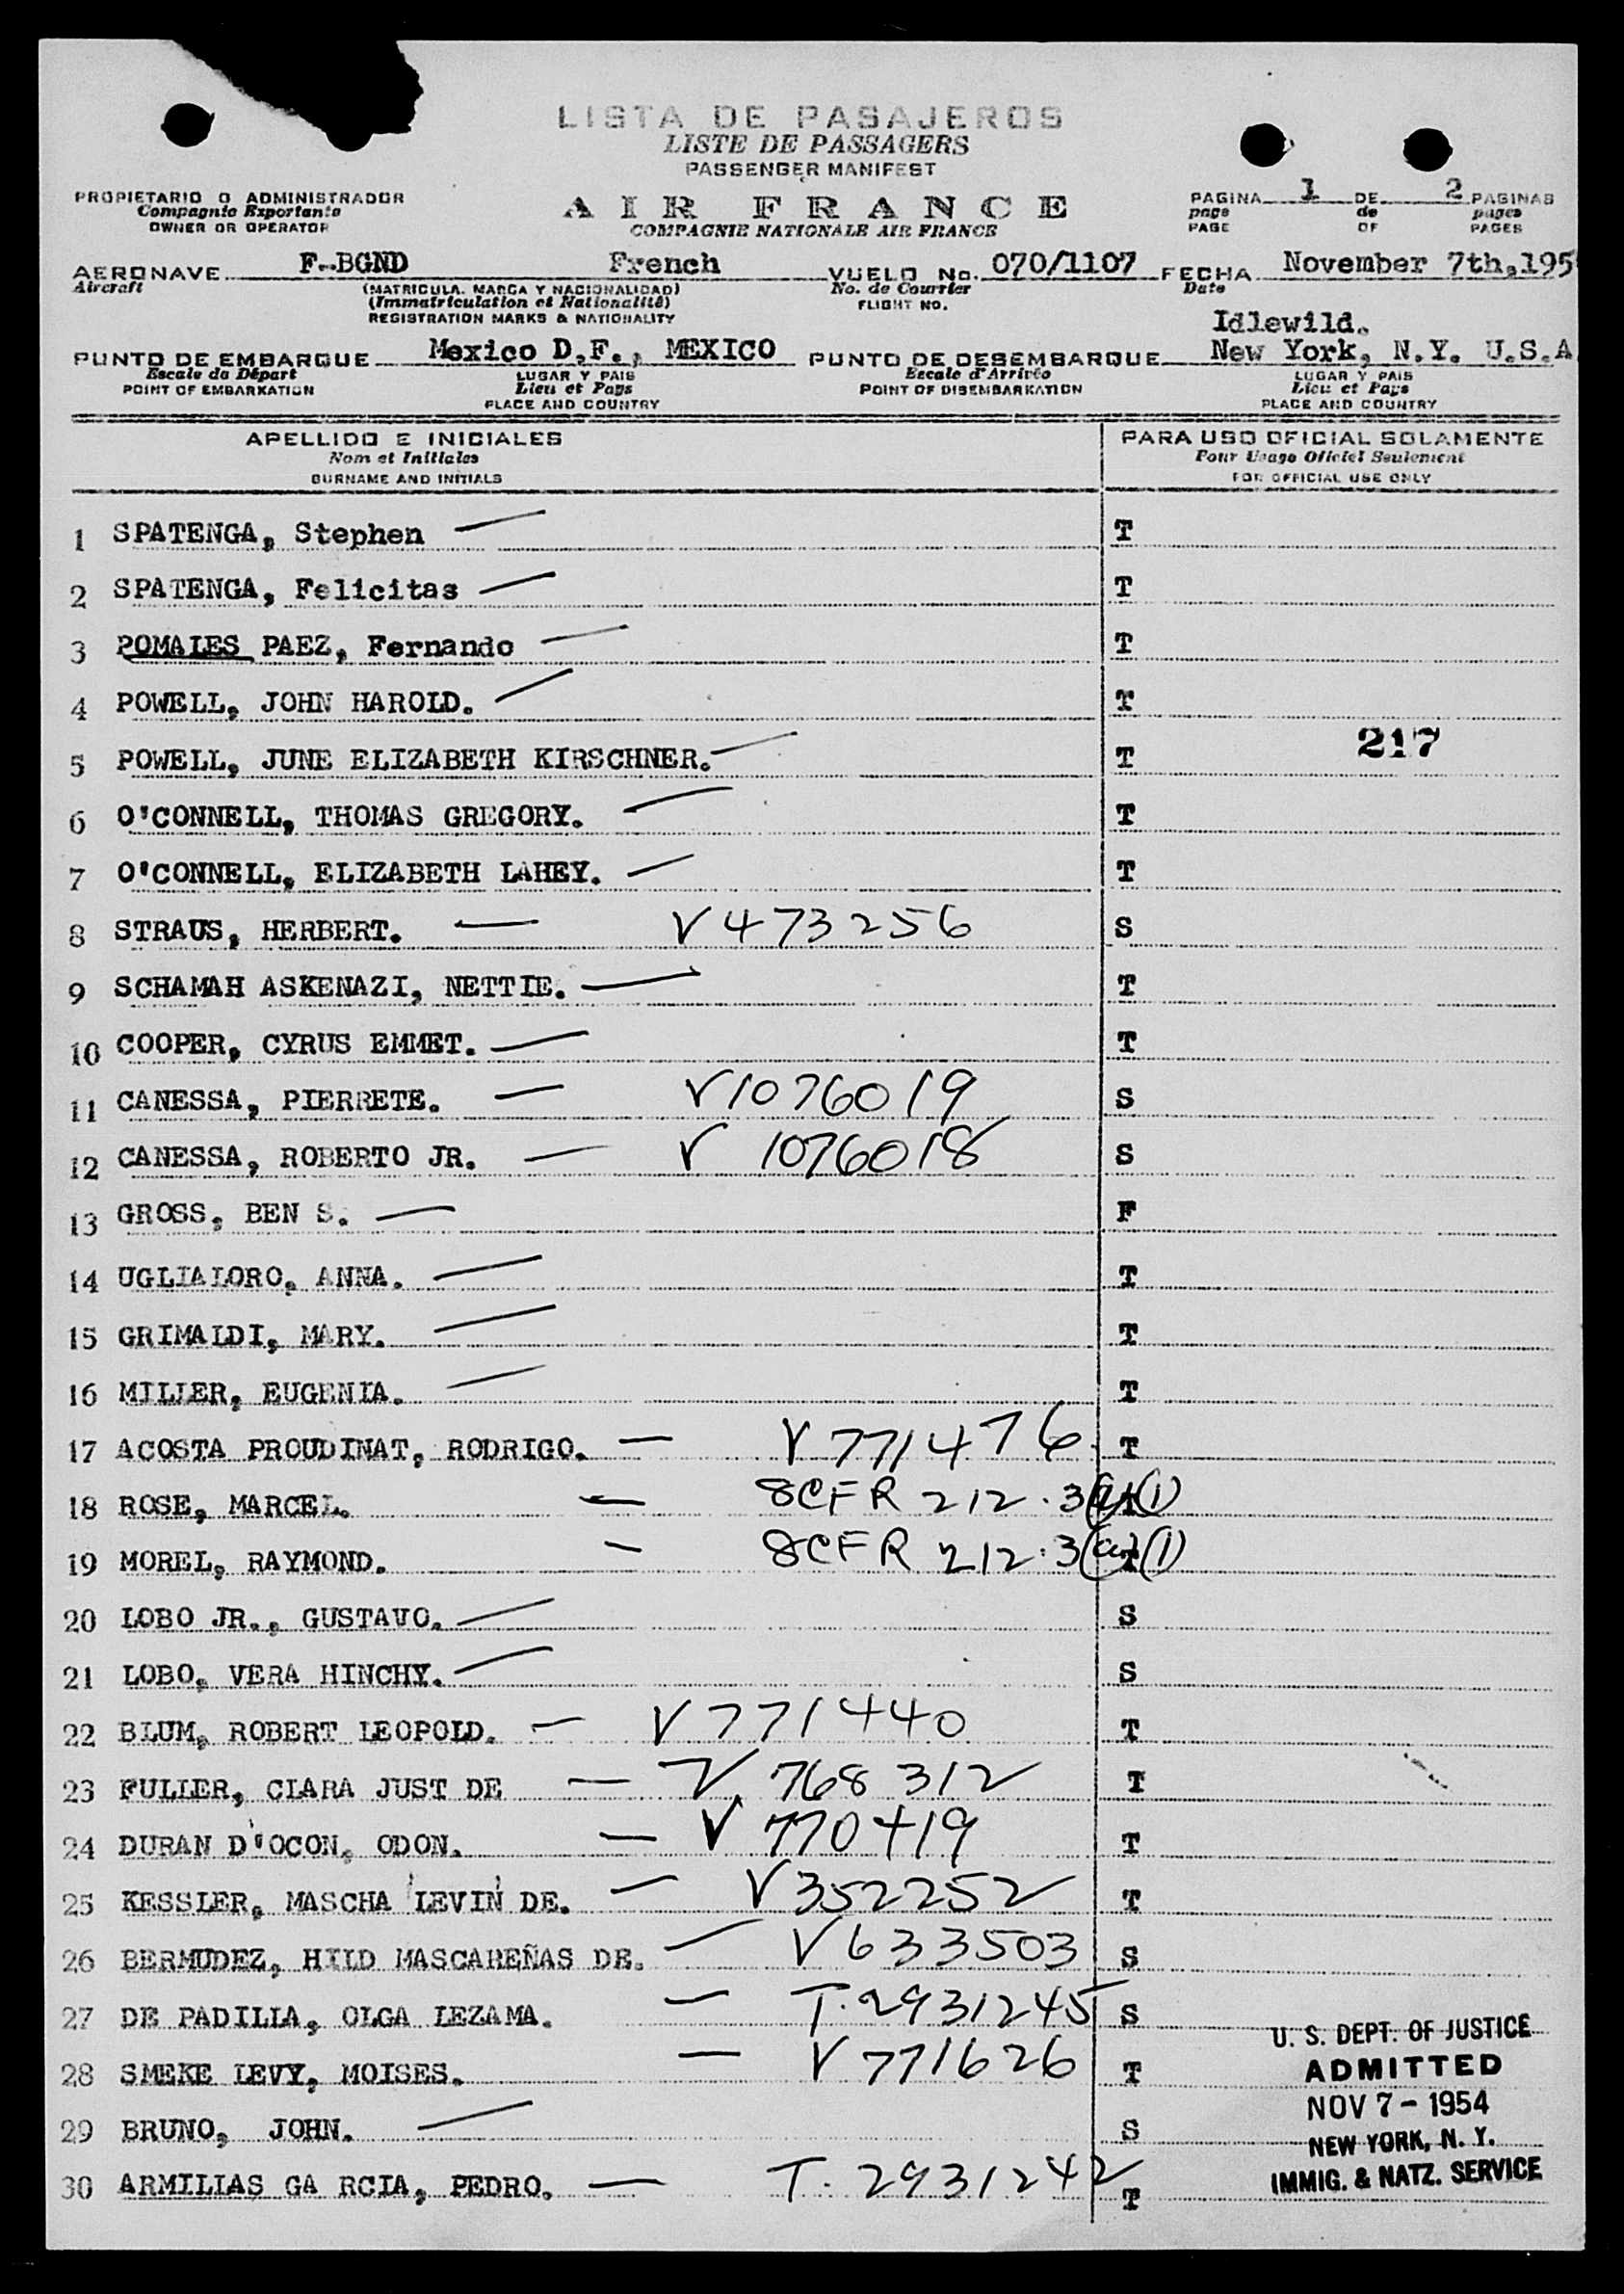 LISTA DE PASAJEROS
LISTE DE PASSAGERS
PASSENGER MANIFEST
PROPIETARIO O ADMINISTRADOR
Compagnie Exportante
OWNER OR OPERATOR
AIR FRANCE
COMPAGNIE NATIONALE AIR FRANCE
PAGINA 1 DE 2 PAGINAS
page de pages
PAGE OF PAGES
AERONAVE F-BGND French VUELO No. 070/1107 FECHA November 7th,195
Aircraft (MATRICULA, MARCA Y NACIONALIDAD) No. de Courrier Date
(Immatriculation et Nationalité) FLIGHT NO.
REGISTRATION MARKS & NATIONALITY
Idlewild.
PUNTO DE EMBARQUE Mexico D.F., MEXICO PUNTO DE DESEMBARQUE New York, N.Y. U.S.A
Escale de Départ LUGAR Y PAIS Escale d'Arrivée LUGAR Y PAIS
POINT OF EMBARKATION Lieu et Pays POINT OF DISEMBARKATION Lieu et Pays
PLACE AND COUNTRY PLACE AND COUNTRY
APELLIDO E INICIALES PARA USO OFICIAL SOLAMENTE
Nom et Initiales Pour Usage Officiel Seulement
SURNAME AND INITIALS FOR OFFICIAL USE ONLY
1 SPATENGA, Stephen T
2 SPATENGA, Felicitas T
3 POMALES PAEZ, Fernando T
4 POWELL, JOHN HAROLD. T
5 POWELL, JUNE ELIZABETH KIRSCHNER. T 217
6 O'CONNELL, THOMAS GREGORY. T
7 O'CONNELL, ELIZABETH LAHEY. T
8 STRAUS, HERBERT. V473256 S
9 SCHAMAH ASKENAZI, NETTIE. T
10 COOPER, CYRUS EMMET. T
11 CANESSA, PIERRETE. V1076019 S
12 CANESSA, ROBERTO JR. V 1076018 S
13 GROSS, BEN S. F
14 UGLIALORO, ANNA. T
15 GRIMALDI, MARY. T
16 MILLER, EUGENIA. T
17 ACOSTA PROUDINAT, RODRIGO. V771476 T
18 ROSE, MARCEL. 8CFR 212.3(a)(1) T
19 MOREL, RAYMOND. 8CFR 212.3(a)(1) T
20 LOBO JR., GUSTAVO. S
21 LOBO, VERA HINCHY. S
22 BLUM, ROBERT LEOPOLD. V771440 T
23 FULLER, CLARA JUST DE V 768312 T
24 DURAN D'OCON, ODON. V 770419 T
25 KESSLER, MASCHA LEVIN DE. V352252 T
26 BERMUDEZ, HILD MASCAREÑAS DE. V633503 S
27 DE PADILLA, OLGA LEZAMA. T.2931245 S
28 SMEKE LEVY, MOISES. V771626 T
29 BRUNO, JOHN. S
30 ARMILLAS GA RCIA, PEDRO. T.2931242 T
U. S. DEPT. OF JUSTICE
ADMITTED
NOV 7 - 1954
NEW YORK, N. Y.
IMMIG. & NATZ. SERVICE